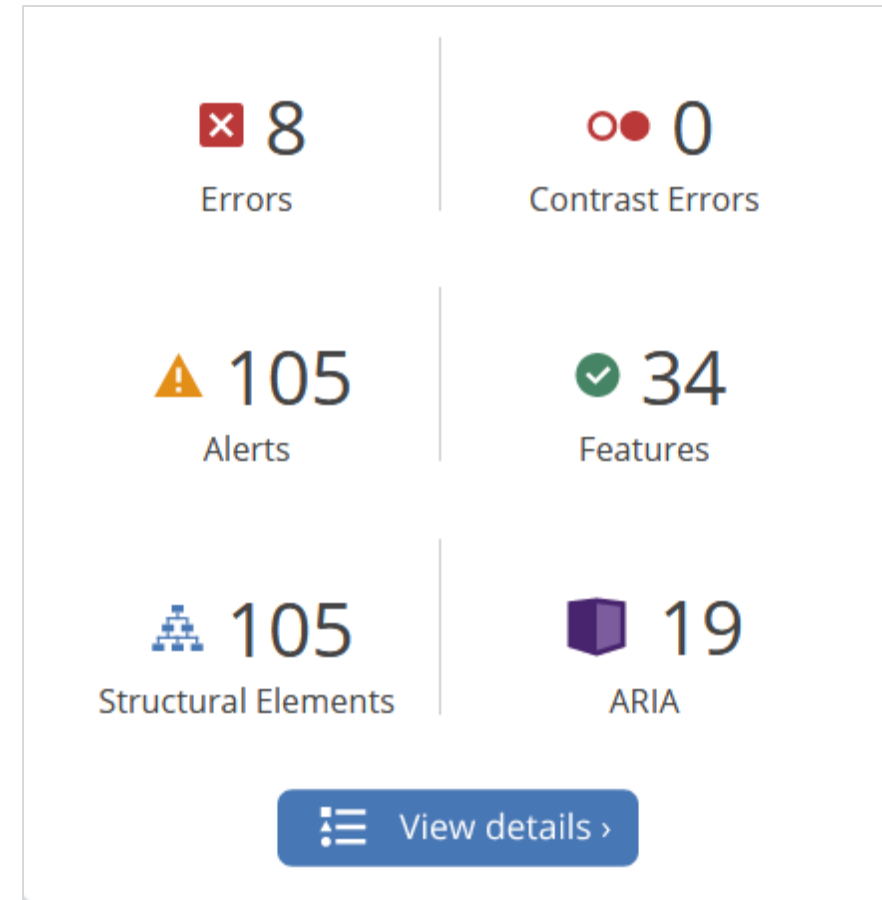 8
Errors
0
Contrast Errors
105
Alerts
34
Features
105
Structural Elements
19
ARIA
View details ›